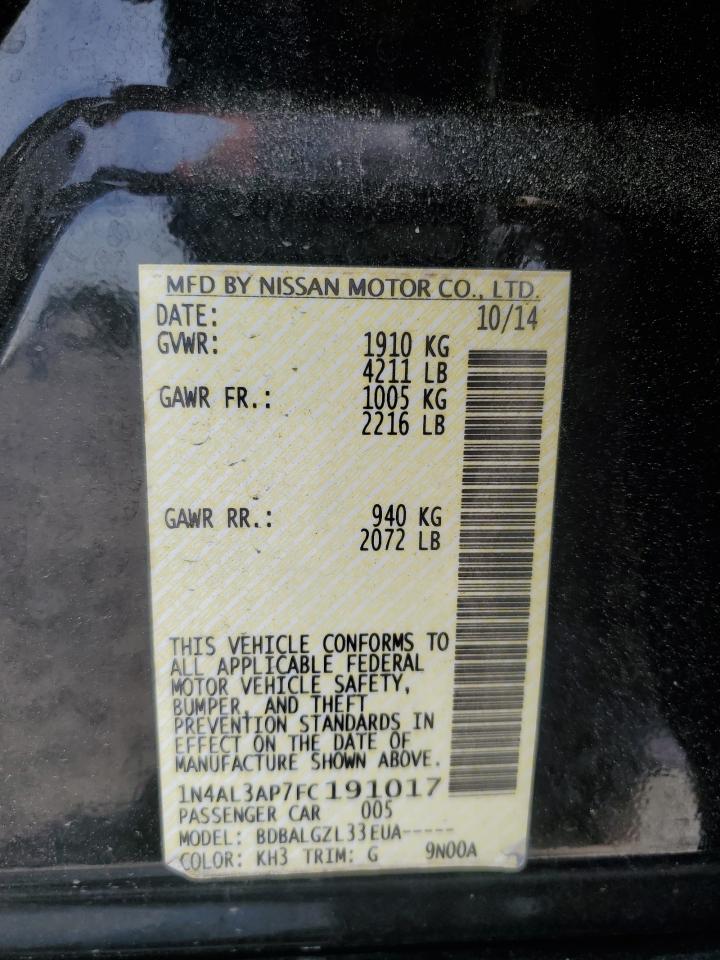 MFD BY NISSAN MOTOR CO., LTD.
DATE: 10/14
GVWR: 1910 KG
4211 LB
GAWR FR.: 1005 KG
2216 LB
GAWR RR.: 940 KG
2072 LB
THIS VEHICLE CONFORMS TO
ALL APPLICABLE FEDERAL
MOTOR VEHICLE SAFETY,
BUMPER, AND THEFT
PREVENTION STANDARDS IN
EFFECT ON THE DATE OF
MANUFACTURE SHOWN ABOVE.
1N4AL3AP7FC191017
PASSENGER CAR 005
MODEL: BDBALGZL33EUA-----
COLOR: KH3 TRIM: G 9N00A